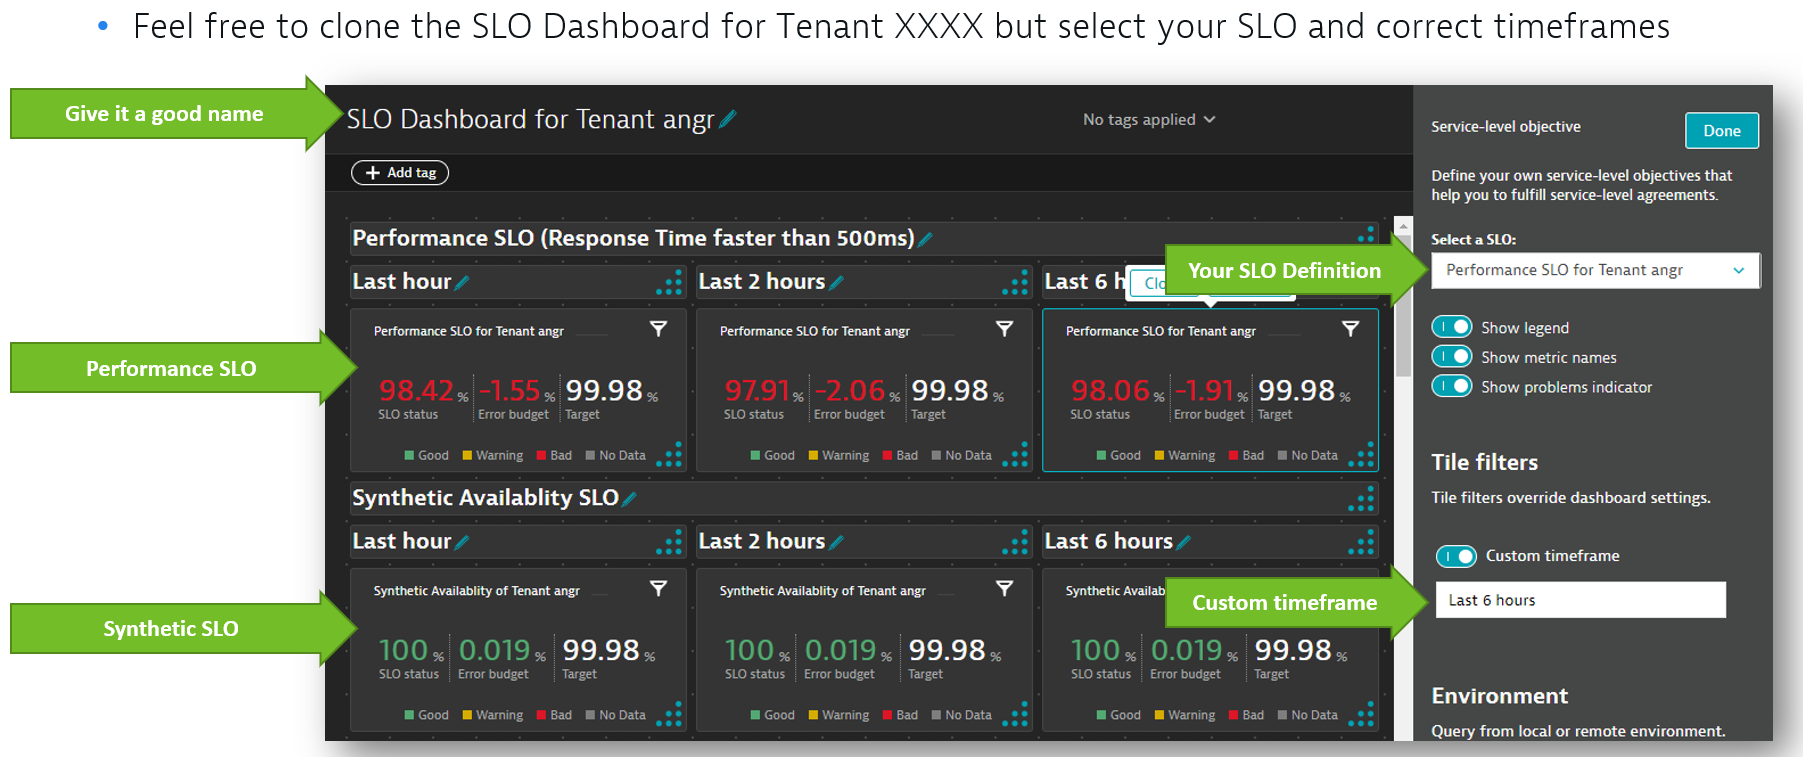 • Feel free to clone the SLO Dashboard for Tenant XXXX but select your SLO and correct timeframes
Give it a good name
SLO Dashboard for Tenant angr
No tags applied
Service-level objective
Done
+ Add tag
Define your own service-level objectives that
help you to fulfill service-level agreements.
Performance SLO (Response Time faster than 500ms)
Select a SLO:
Your SLO Definition
Performance SLO for Tenant angr
Last hour
Last 2 hours
Last 6 h
Clo
Show legend
Show metric names
Show problems indicator
Performance SLO
Performance SLO for Tenant angr
98.42 % -1.55 % 99.98 %
SLO status Error budget Target
Good Warning Bad No Data
Performance SLO for Tenant angr
97.91 % -2.06 % 99.98 %
SLO status Error budget Target
Good Warning Bad No Data
Performance SLO for Tenant angr
98.06 % -1.91 % 99.98 %
SLO status Error budget Target
Good Warning Bad No Data
Tile filters
Tile filters override dashboard settings.
Synthetic Availablity SLO
Last hour
Last 2 hours
Last 6 hours
Custom timeframe
Custom timeframe
Last 6 hours
Synthetic SLO
Synthetic Availablity of Tenant angr
100 % 0.019 % 99.98 %
SLO status Error budget Target
Good Warning Bad No Data
Synthetic Availablity of Tenant angr
100 % 0.019 % 99.98 %
SLO status Error budget Target
Good Warning Bad No Data
Synthetic Availab
100 % 0.019 % 99.98 %
SLO status Error budget Target
Good Warning Bad No Data
Environment
Query from local or remote environment.